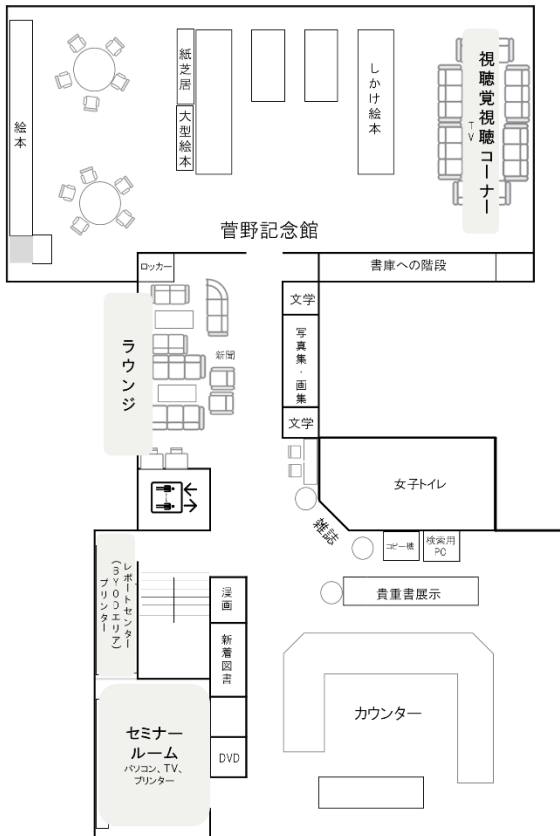 紙芝居
大型絵本
しかけ絵本
視聴覚視聴コーナー
TV
絵本
菅野記念館
ロッカー
書庫への階段
文学
ラウンジ
新聞
写真集・画集
文学
女子トイレ
雑誌
コピー機
検索用
PC
レポートセンター
(BYODエリア)
プリンター
漫画
貴重書展示
新着図書
カウンター
セミナー
ルーム
パソコン、TV、
プリンター
DVD